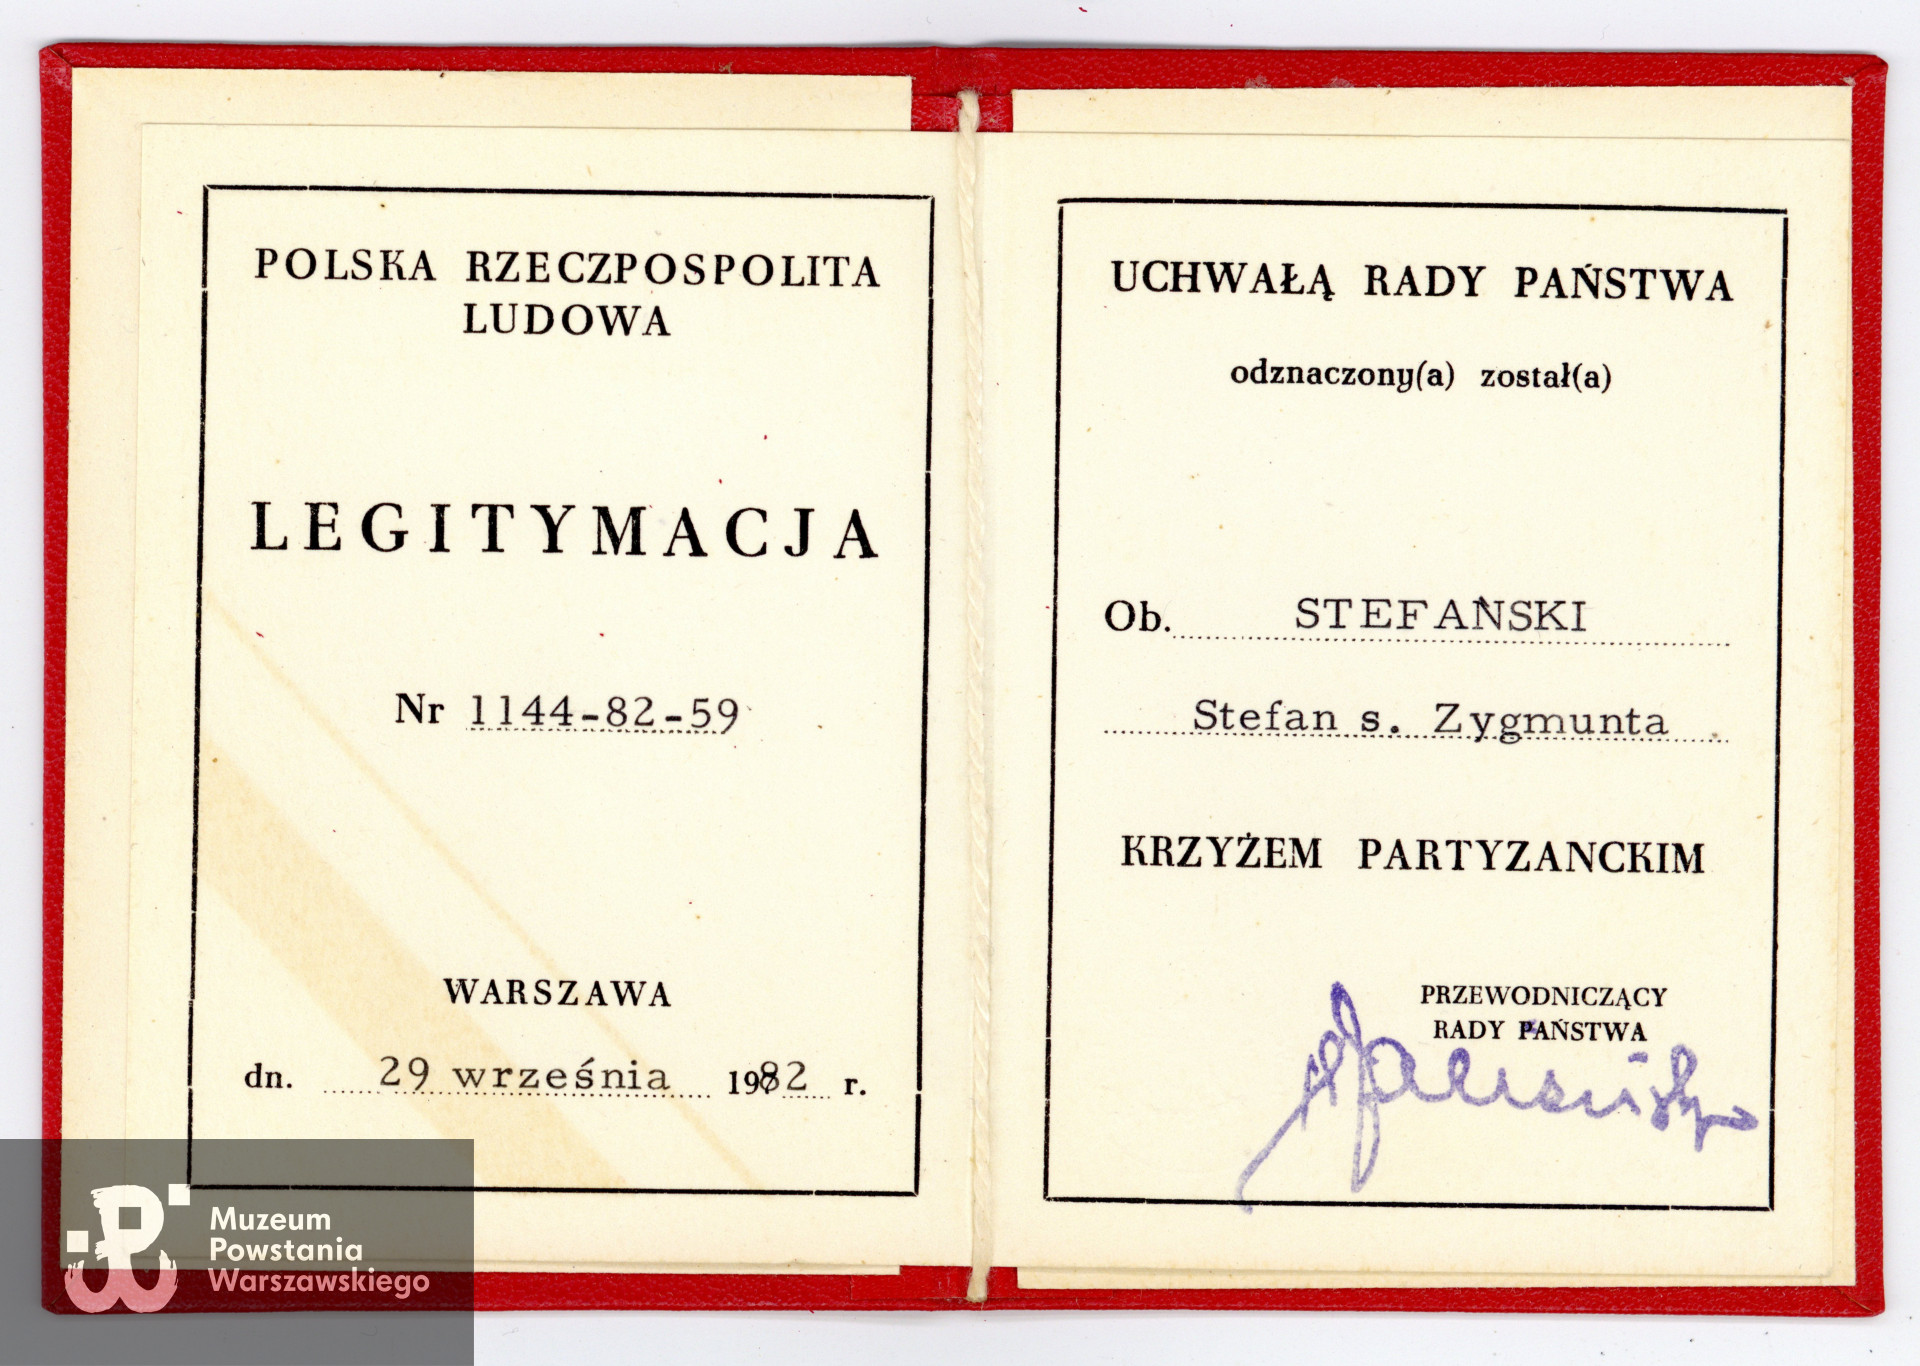 POLSKA RZECZPOSPOLITA
LUDOWA
LEGITYMACJA
Nr 1144-82-59
WARSZAWA
dn. 29 września 1982 r.
UCHWAŁĄ RADY PAŃSTWA
odznaczony(a) został(a)
Ob. STEFAŃSKI
Stefan s. Zygmunta
KRZYŻEM PARTYZANCKIM
PRZEWODNICZĄCY
RADY PAŃSTWA
Muzeum
Powstania
Warszawskiego